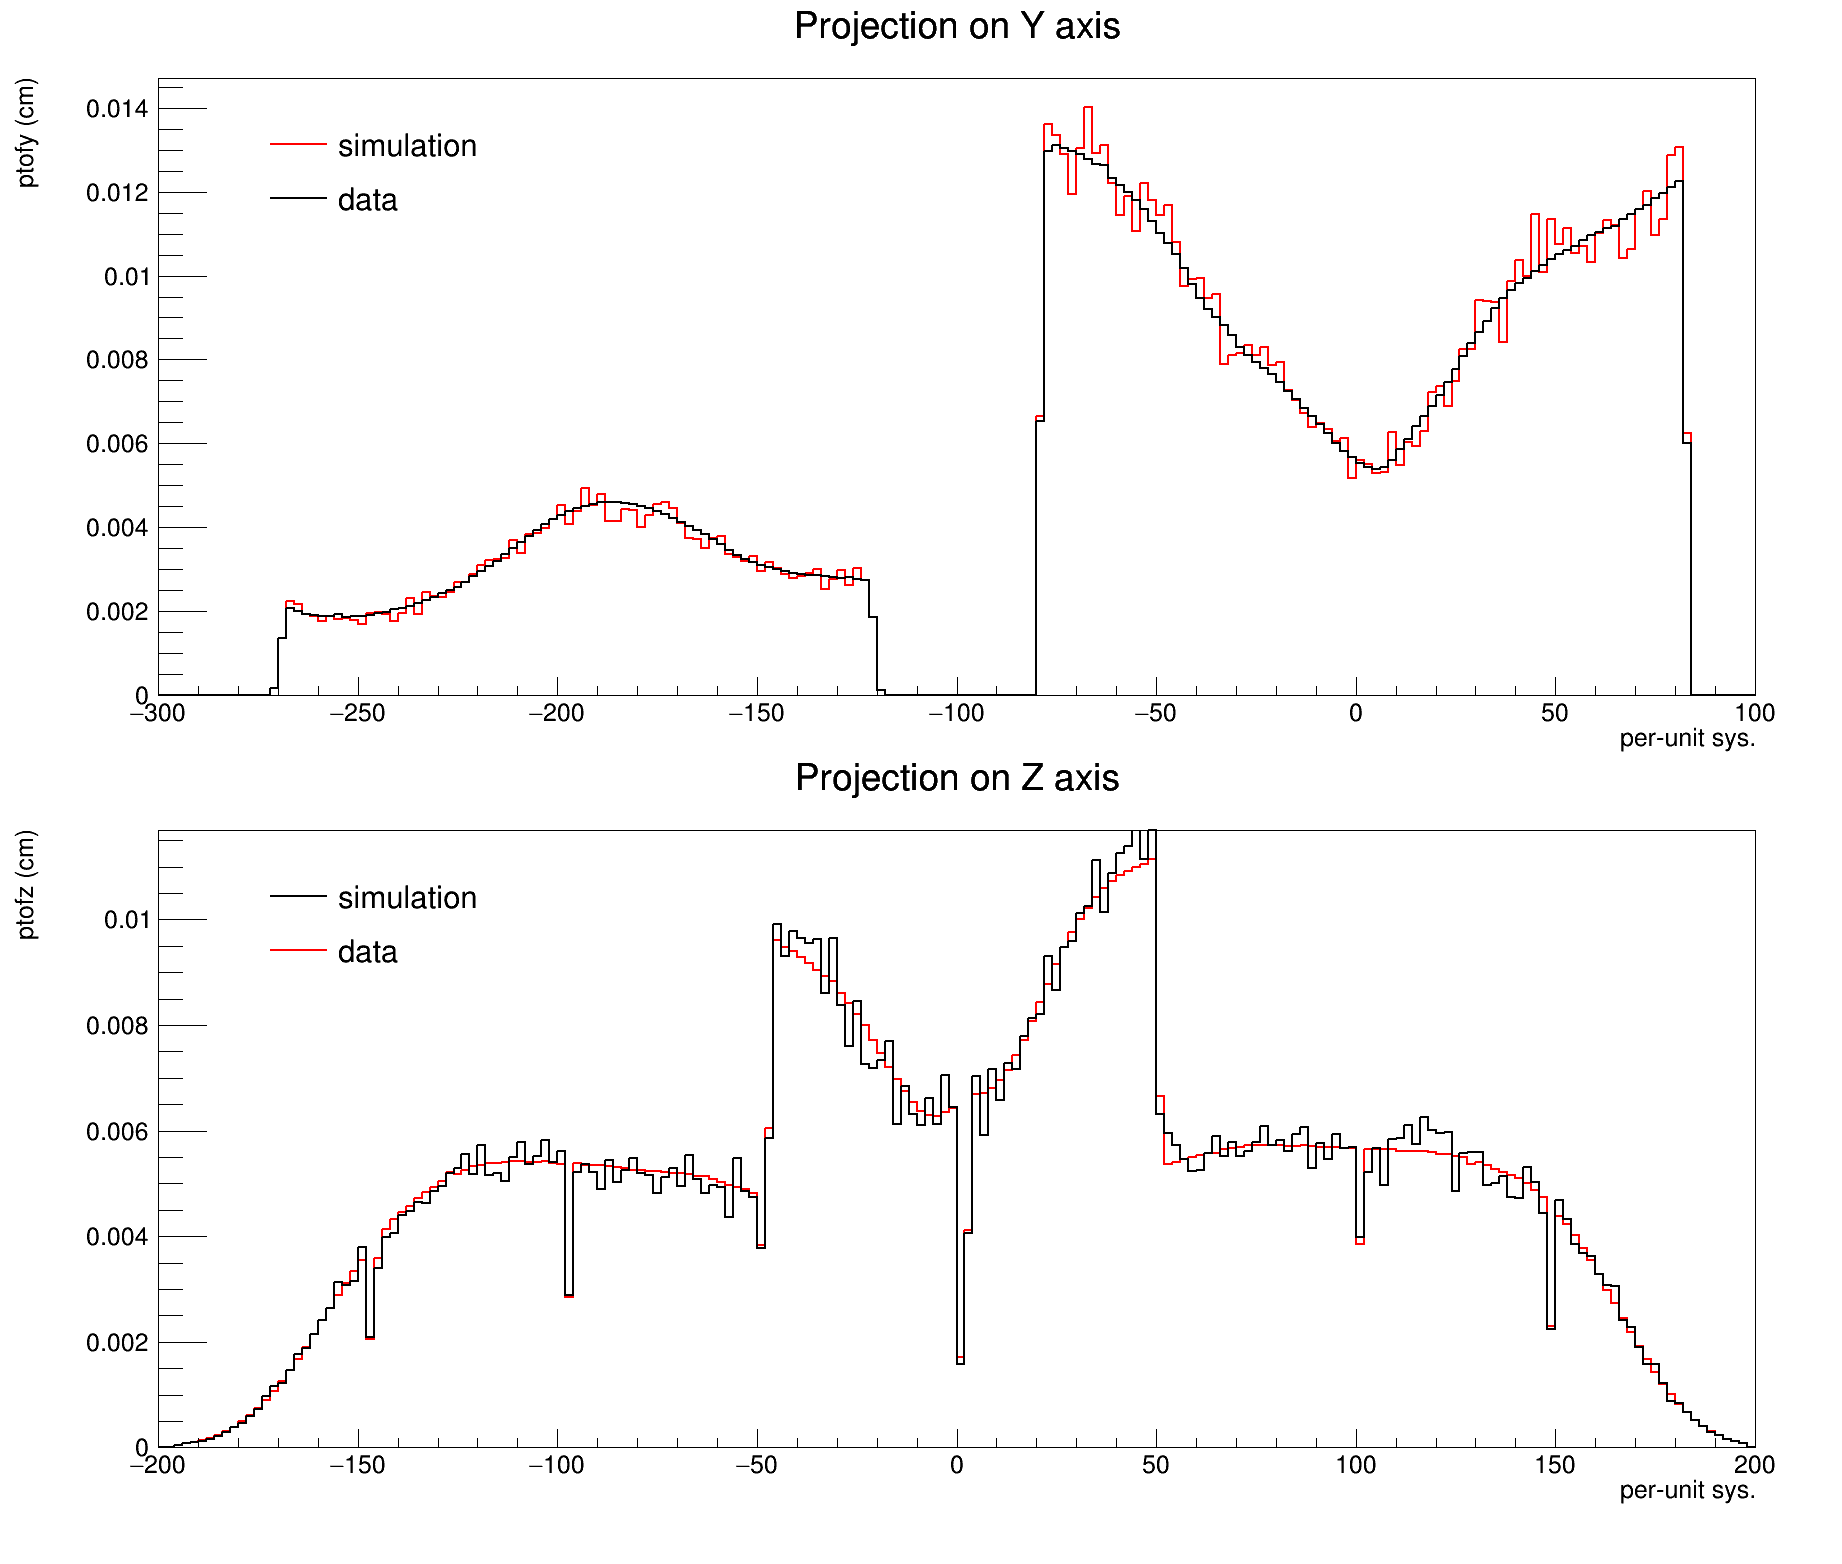 Projection on Y axis
ptofy (cm)
simulation
data
0.014
0.012
0.01
0.008
0.006
0.004
0.002
0
−300 −250 −200 −150 −100 −50 0 50 100
per-unit sys.
Projection on Z axis
ptofz (cm)
simulation
data
0.01
0.008
0.006
0.004
0.002
0
−200 −150 −100 −50 0 50 100 150 200
per-unit sys.